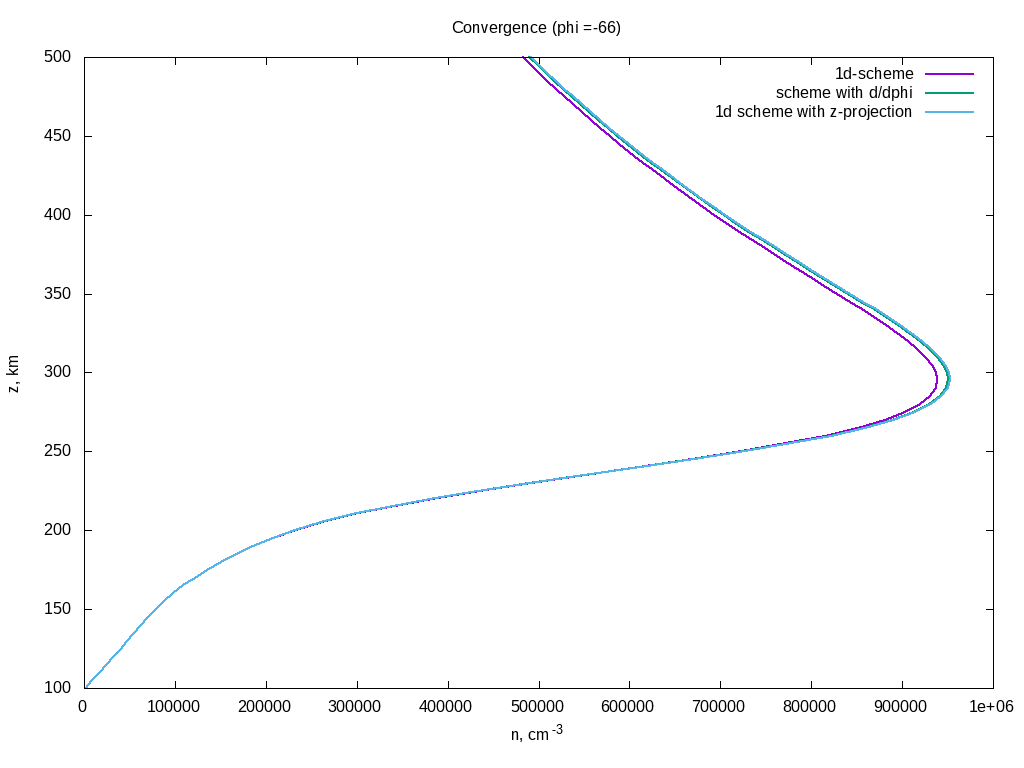 Convergence (phi =-66)
500
450
400
350
300
250
200
150
100
z, km
1d-scheme
scheme with d/dphi
1d scheme with z-projection
0 100000 200000 300000 400000 500000 600000 700000 800000 900000 1e+06
n, cm⁻³